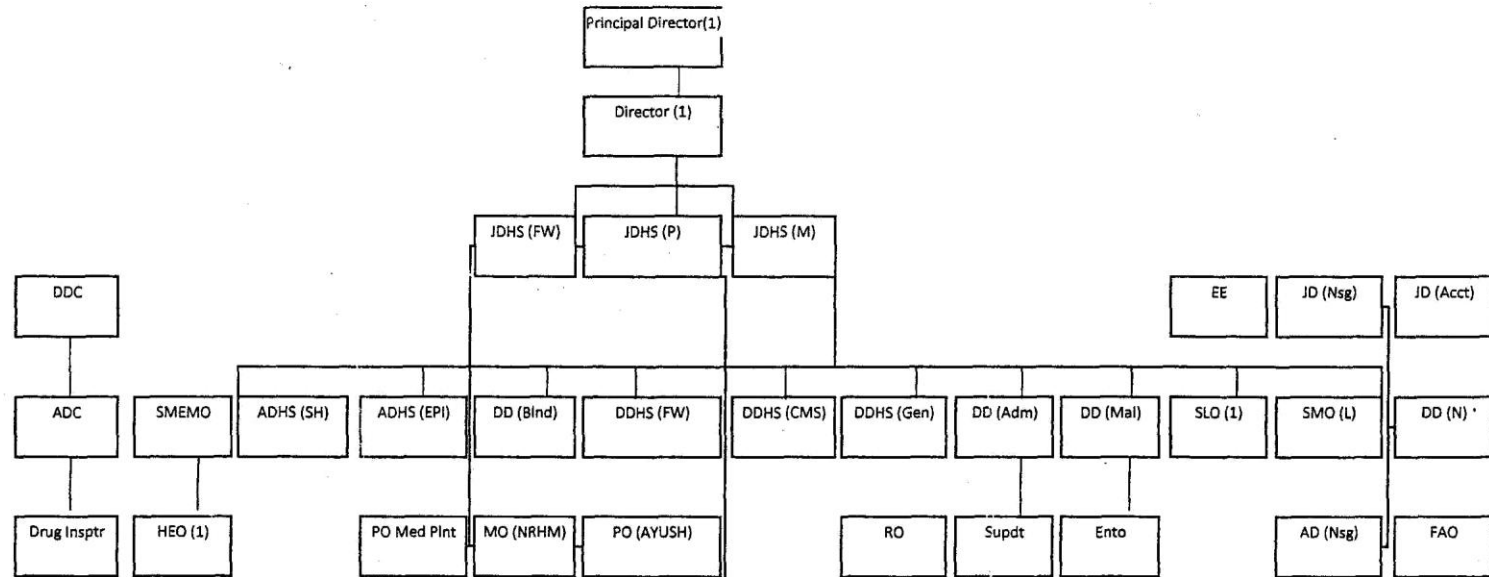 Principal Director(1)
Director (1)
JDHS (FW)
JDHS (P)
JDHS (M)
DDC
EE
JD (Nsg)
JD (Acct)
ADC
SMEMO
ADHS (SH)
ADHS (EPI)
DD (Bind)
DDHS (FW)
DDHS (CMS)
DDHS (Gen)
DD (Adm)
DD (Mal)
SLO (1)
SMO (L)
DD (N)
Drug Insptr
HEO (1)
PO Med Plnt
MO (NRHM)
PO (AYUSH)
RO
Supdt
Ento
AD (Nsg)
FAO